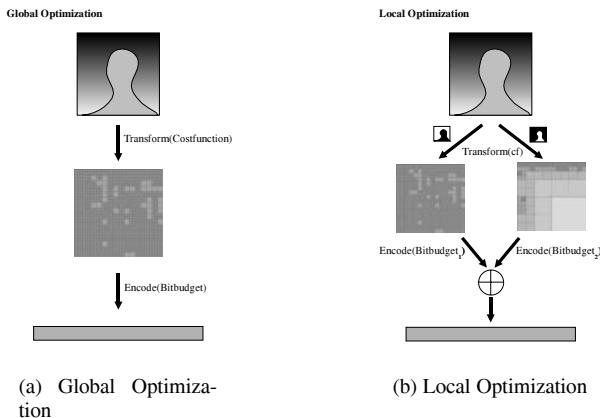 Global Optimization
Transform(Costfunction)
Encode(Bitbudget)
(a) Global Optimiza-
tion
Local Optimization
Transform(cf)
Encode(Bitbudget₁)
Encode(Bitbudget₂)
(b) Local Optimization